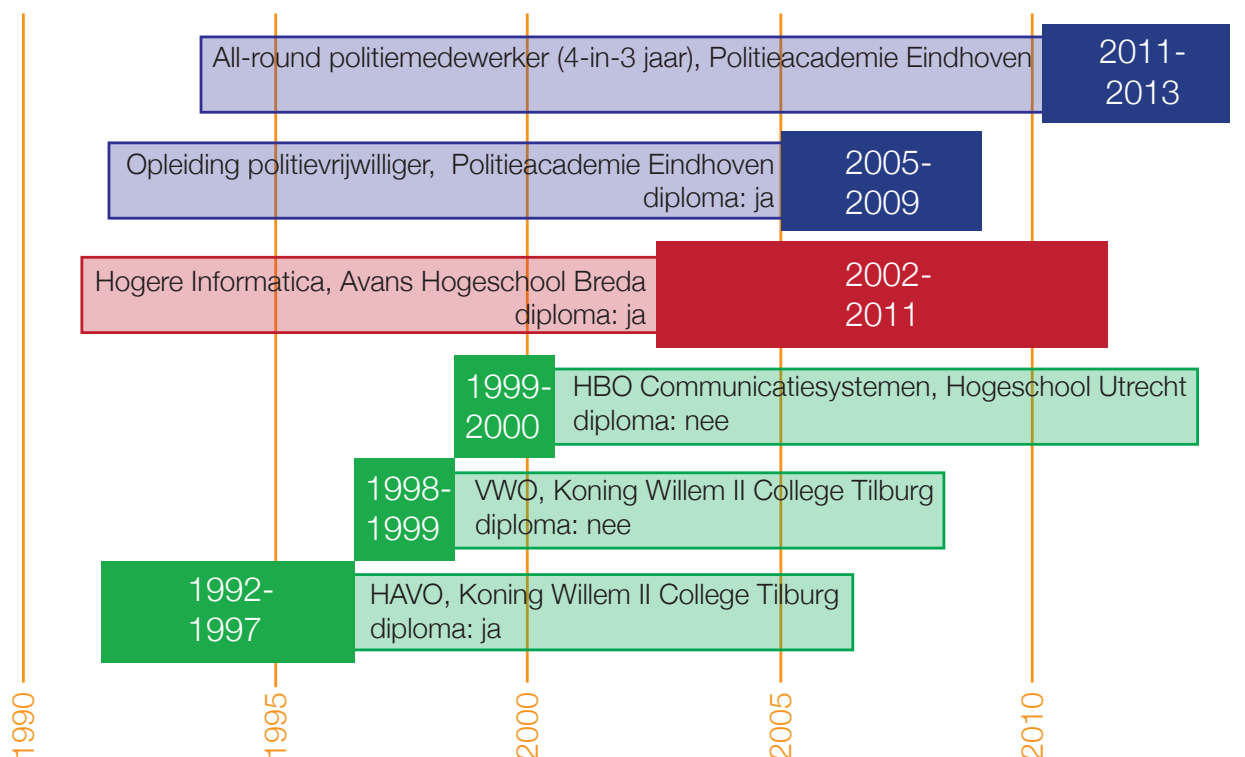 All-round politiemedewerker (4-in-3 jaar), Politieacademie Eindhoven
2011-
2013
Opleiding politievrijwilliger, Politieacademie Eindhoven
diploma: ja
2005-
2009
Hogere Informatica, Avans Hogeschool Breda
diploma: ja
2002-
2011
1999-
2000
HBO Communicatiesystemen, Hogeschool Utrecht
diploma: nee
1998-
1999
VWO, Koning Willem II College Tilburg
diploma: nee
1992-
1997
HAVO, Koning Willem II College Tilburg
diploma: ja
1990
1995
2000
2005
2010